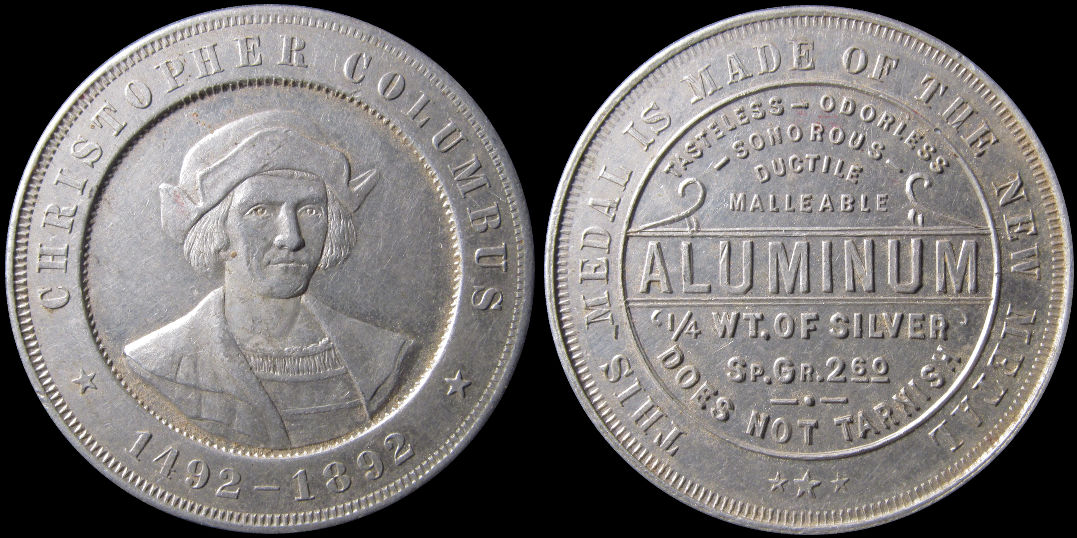 CHRISTOPHER COLUMBUS
1492-1892
THIS MEDAL IS MADE OF THE NEW METAL
TASTELESS - ODORLESS
- SONOROUS.
DUCTILE
MALLEABLE
ALUMINUM
'1/4 WT. OF SILVER'
SP. GR. 2.60
DOES NOT TARNISH